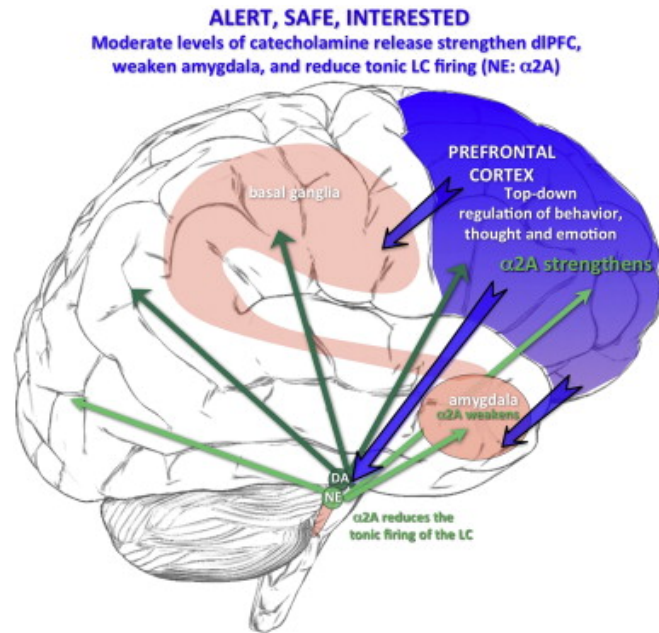 ALERT, SAFE, INTERESTED
Moderate levels of catecholamine release strengthen dlPFC,
weaken amygdala, and reduce tonic LC firing (NE: α2A)
PREFRONTAL
CORTEX
Top-down
regulation of behavior,
thought and emotion
α2A strengthens
basal ganglia
amygdala
α2A weakens
DA
NE
α2A reduces the
tonic firing of the LC